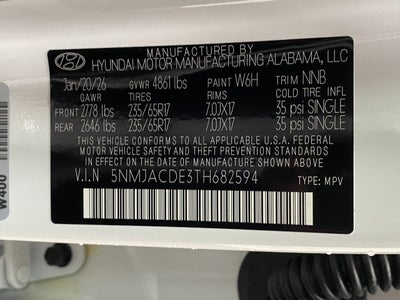 MANUFACTURED BY
HYUNDAI MOTOR MANUFACTURING ALABAMA, LLC
Jan/20/26 GVWR 4861 lbs PAINT W6H TRIM NNB
GAWR TIRES RIMS COLD TIRE INFL
FRONT 2778 lbs 235/65R17 7.0JX17 35 psi SINGLE
REAR 2646 lbs 235/65R17 7.0JX17 35 psi SINGLE
THIS VEHICLE CONFORMS TO ALL APPLICABLE U.S.A. FEDERAL
MOTOR VEHICLE SAFETY AND THEFT PREVENTION STANDARDS
IN EFFECT ON THE DATE OF MANUFACTURE SHOWN ABOVE.
V.I.N 5NMJACDE3TH682594 TYPE: MPV
W400